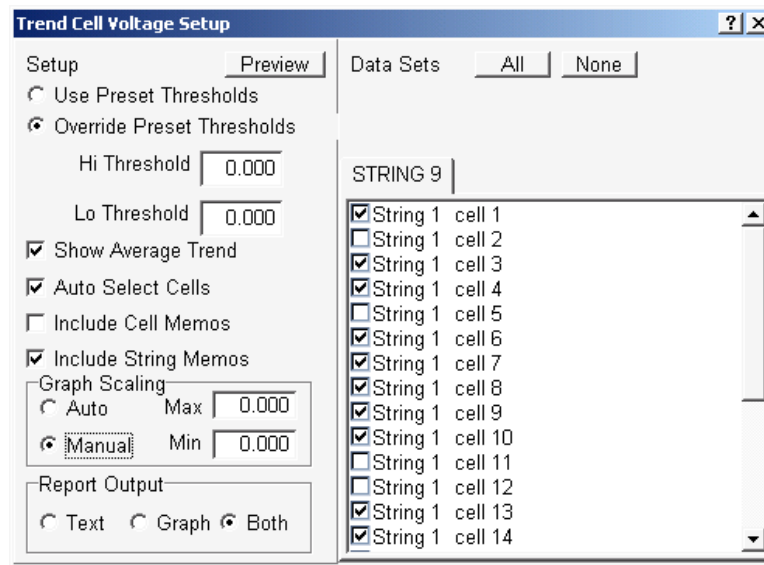 Trend Cell Voltage Setup
Setup
Preview
Use Preset Thresholds
Override Preset Thresholds
Hi Threshold 0.000
Lo Threshold 0.000
Show Average Trend
Auto Select Cells
Include Cell Memos
Include String Memos
Graph Scaling
Auto Max 0.000
Manual Min 0.000
Report Output
Text Graph Both
Data Sets All None
STRING 9
String 1 cell 1
String 1 cell 2
String 1 cell 3
String 1 cell 4
String 1 cell 5
String 1 cell 6
String 1 cell 7
String 1 cell 8
String 1 cell 9
String 1 cell 10
String 1 cell 11
String 1 cell 12
String 1 cell 13
String 1 cell 14